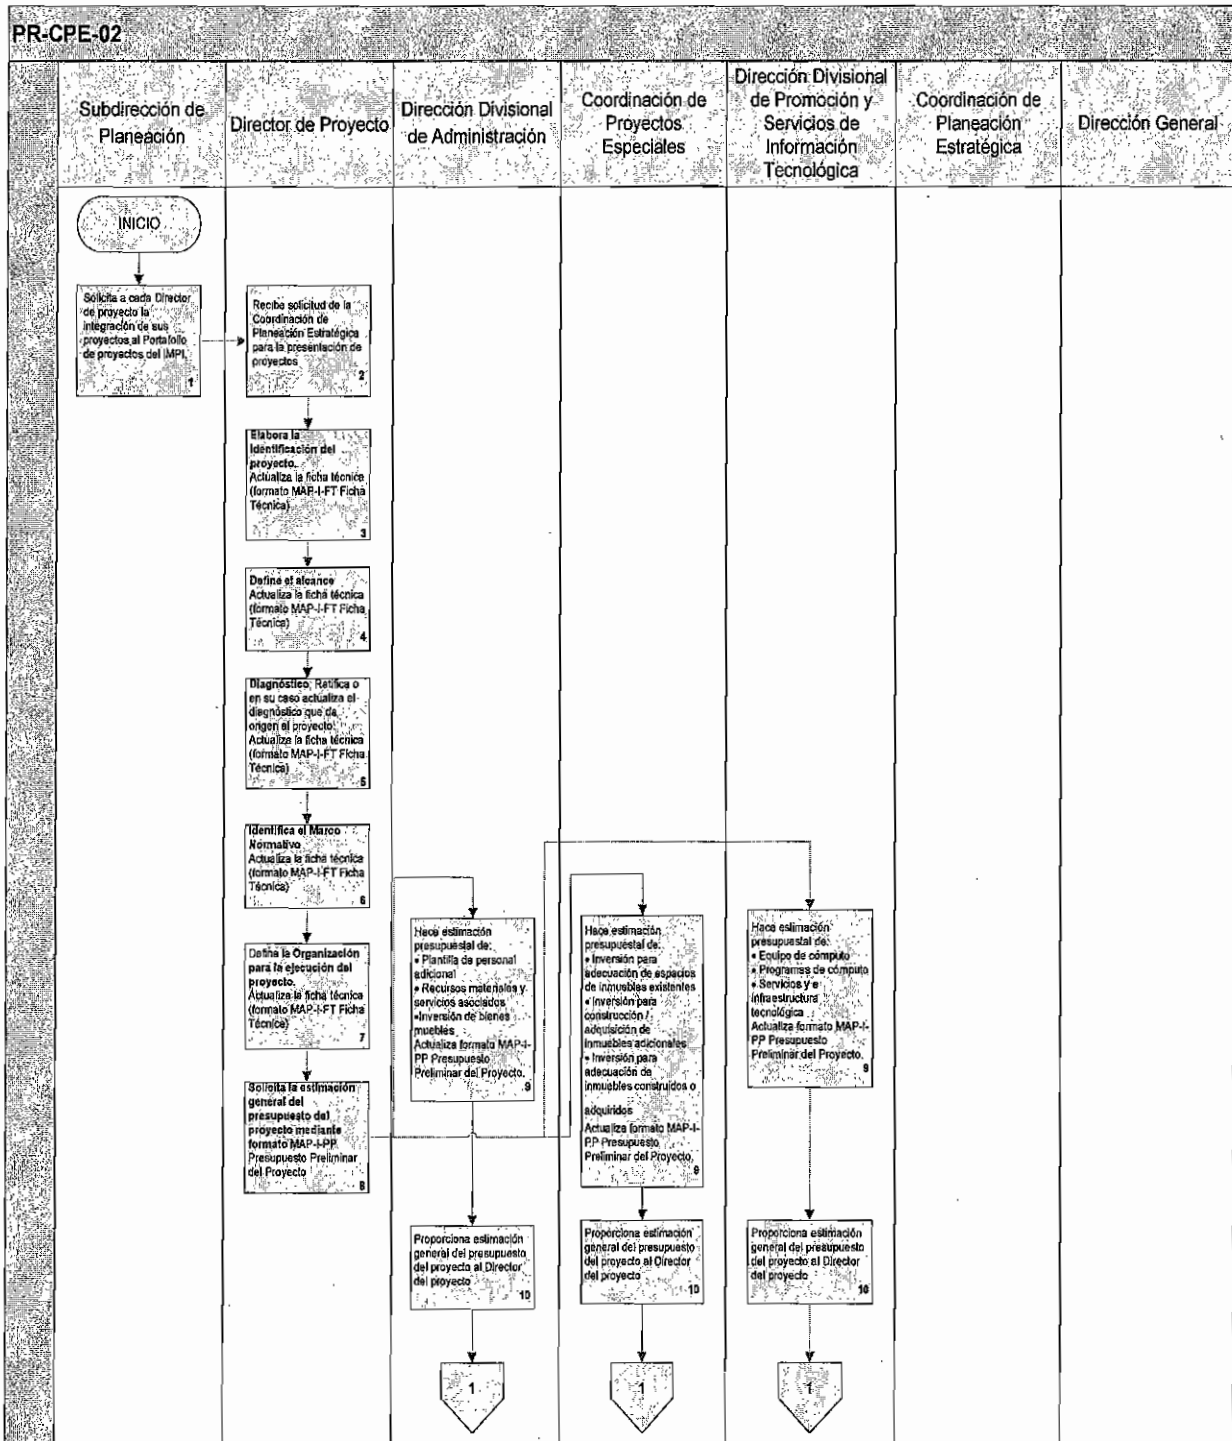 PR-CPE-02
Subdirección de
Planeación
Director de Proyecto
Dirección Divisional
de Administración
Coordinación de
Proyectos
Especiales
Dirección Divisional
de Promoción y
Servicios de
Información
Tecnológica
Coordinación de
Planeación
Estratégica
Dirección General
INICIO
Solicita a cada Director
de proyecto la
integración de sus
proyectos al Portafolio
de proyectos del IMPI.
1
Recibe solicitud de la
Coordinación de
Planeación Estratégica
para la presentación de
proyectos
2
Elabora la
Identificación del
proyecto.
Actualiza la ficha técnica
(formato MAP-I-FT Ficha
Técnica)
3
Define el alcance
Actualiza la ficha técnica
(formato MAP-I-FT Ficha
Técnica)
4
Diagnóstico: Ratifica o
en su caso actualiza el
diagnóstico que da
origen al proyecto.
Actualiza la ficha técnica
(formato MAP-I-FT Ficha
Técnica)
5
Identifica el Marco
Normativo
Actualiza la ficha técnica
(formato MAP-I-FT Ficha
Técnica)
6
Define la Organización
para la ejecución del
proyecto.
Actualiza la ficha técnica
(formato MAP-I-FT Ficha
Técnica)
7
Solicita la estimación
general del
presupuesto del
proyecto mediante
formato MAP-I-PP
Presupuesto Preliminar
del Proyecto
8
Hace estimación
presupuestal de:
• Plantilla de personal
adicional
• Recursos materiales y
servicios asociados
•Inversión de bienes
muebles
Actualiza formato MAP-I-
PP Presupuesto
Preliminar del Proyecto.
9
Hace estimación
presupuestal de:
• Inversión para
adecuación de espacios
de inmuebles existentes
• Inversión para
construcción /
adquisición de
inmuebles adicionales
• Inversión para
adecuación de
inmuebles construidos o
adquiridos
Actualiza formato MAP-I-
PP Presupuesto
Preliminar del Proyecto.
9
Hace estimación
presupuestal de:
• Equipo de cómputo
• Programas de cómputo
• Servicios y e
infraestructura
tecnológica
Actualiza formato MAP-I-
PP Presupuesto
Preliminar del Proyecto.
9
Proporciona estimación
general del presupuesto
del proyecto al Director
del proyecto
10
Proporciona estimación
general del presupuesto
del proyecto al Director
del proyecto
10
Proporciona estimación
general del presupuesto
del proyecto al Director
del proyecto
10
1
1
1